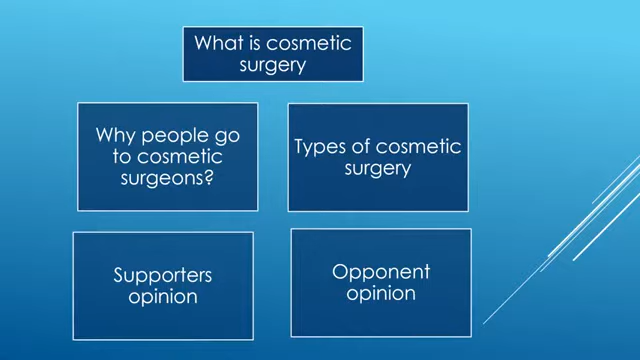 What is cosmetic
surgery
Why people go
to cosmetic
surgeons?
Types of cosmetic
surgery
Supporters
opinion
Opponent
opinion